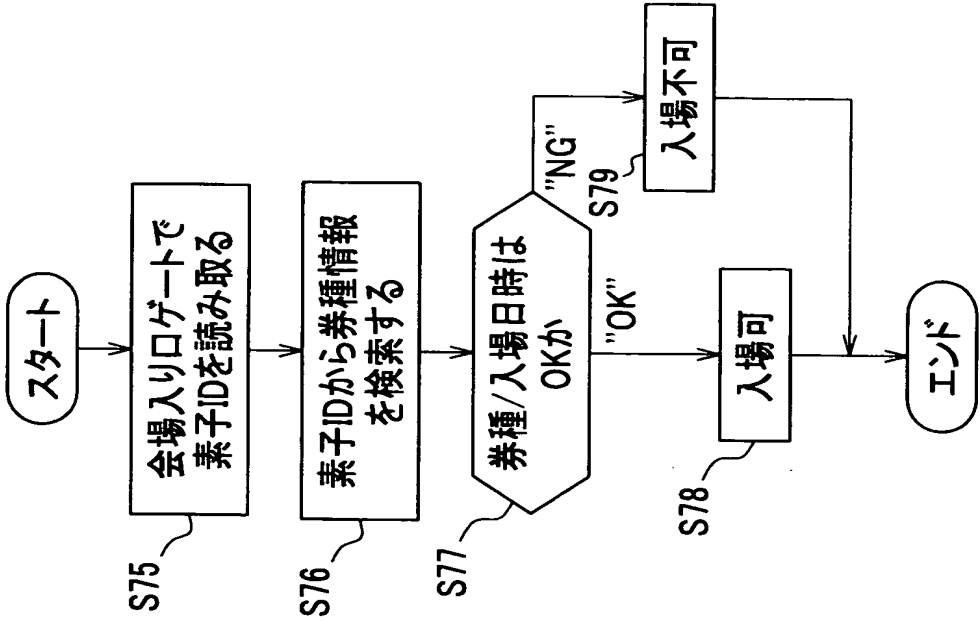 スタート
会場入り口ゲートで
素子IDを読み取る
S75
素子IDから券種情報
を検索する
S76
券種/入場日時は
OKか
S77
"NG"
"OK"
入場不可
S79
入場可
S78
エンド